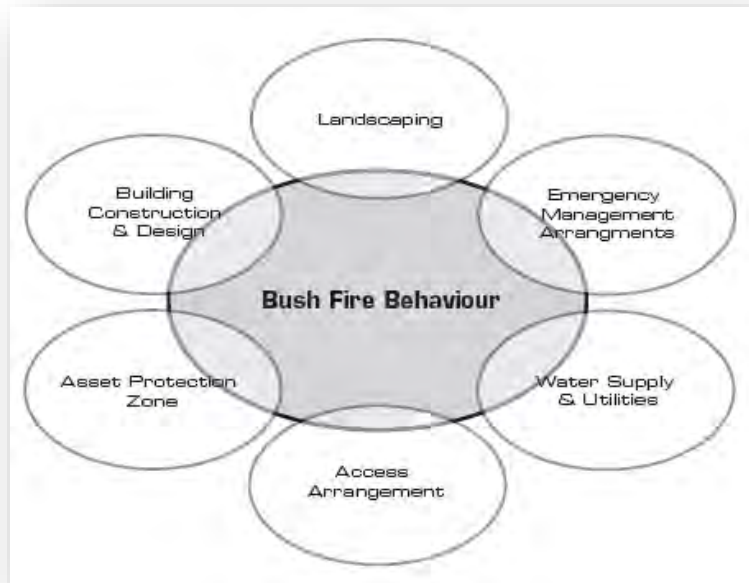 Landscaping
Building
Construction
& Design
Emergency
Management
Arrangments
Bush Fire Behaviour
Asset Protection
Zone
Water Supply
& Utilities
Access
Arrangement